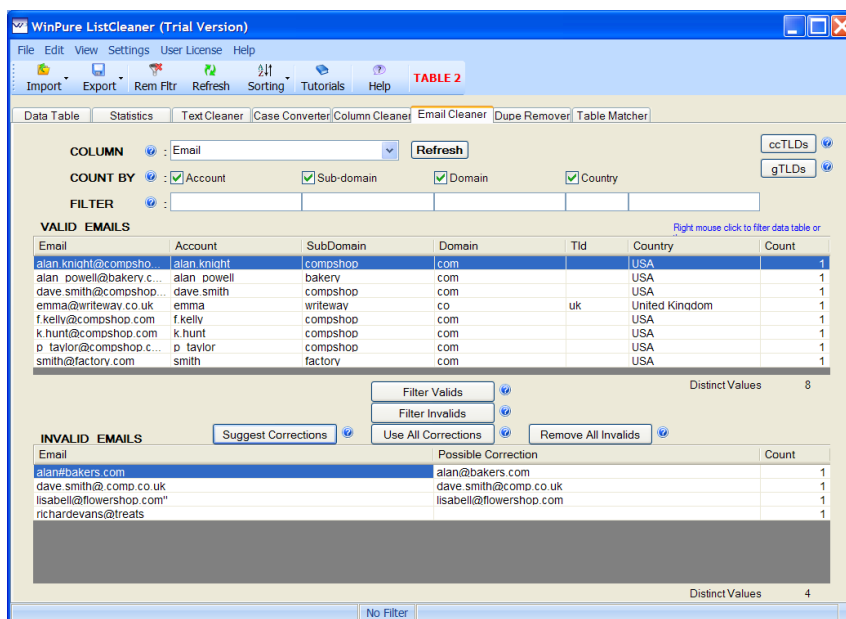 WinPure ListCleaner (Trial Version)
File Edit View Settings User License Help
Import Export Rem Fltr Refresh Sorting Tutorials Help TABLE 2
Data Table Statistics Text Cleaner Case Converter Column Cleaner Email Cleaner Dupe Remover Table Matcher
COLUMN : Email Refresh ccTLDs
COUNT BY : Account Sub-domain Domain Country gTLDs
FILTER :
VALID EMAILS Right mouse click to filter data table or
Email Account SubDomain Domain Tld Country Count
alan.knight@compsho... alan.knight compshop com USA 1
alan_powell@bakery.c... alan_powell bakery com USA 1
dave.smith@compshop... dave.smith compshop com USA 1
emma@writeway.co.uk emma writeway co uk United Kingdom 1
f.kelly@compshop.com f.kelly compshop com USA 1
k.hunt@compshop.com k.hunt compshop com USA 1
p_taylor@compshop.c... p_taylor compshop com USA 1
smith@factory.com smith factory com USA 1
Distinct Values 8
Filter Valids
Filter Invalids
INVALID EMAILS Suggest Corrections Use All Corrections Remove All Invalids
Email Possible Correction Count
alan#bakers.com alan@bakers.com 1
dave.smith@.comp.co.uk dave.smith@comp.co.uk 1
lisabell@flowershop.com" lisabell@flowershop.com 1
richardevans@treats 1
Distinct Values 4
No Filter